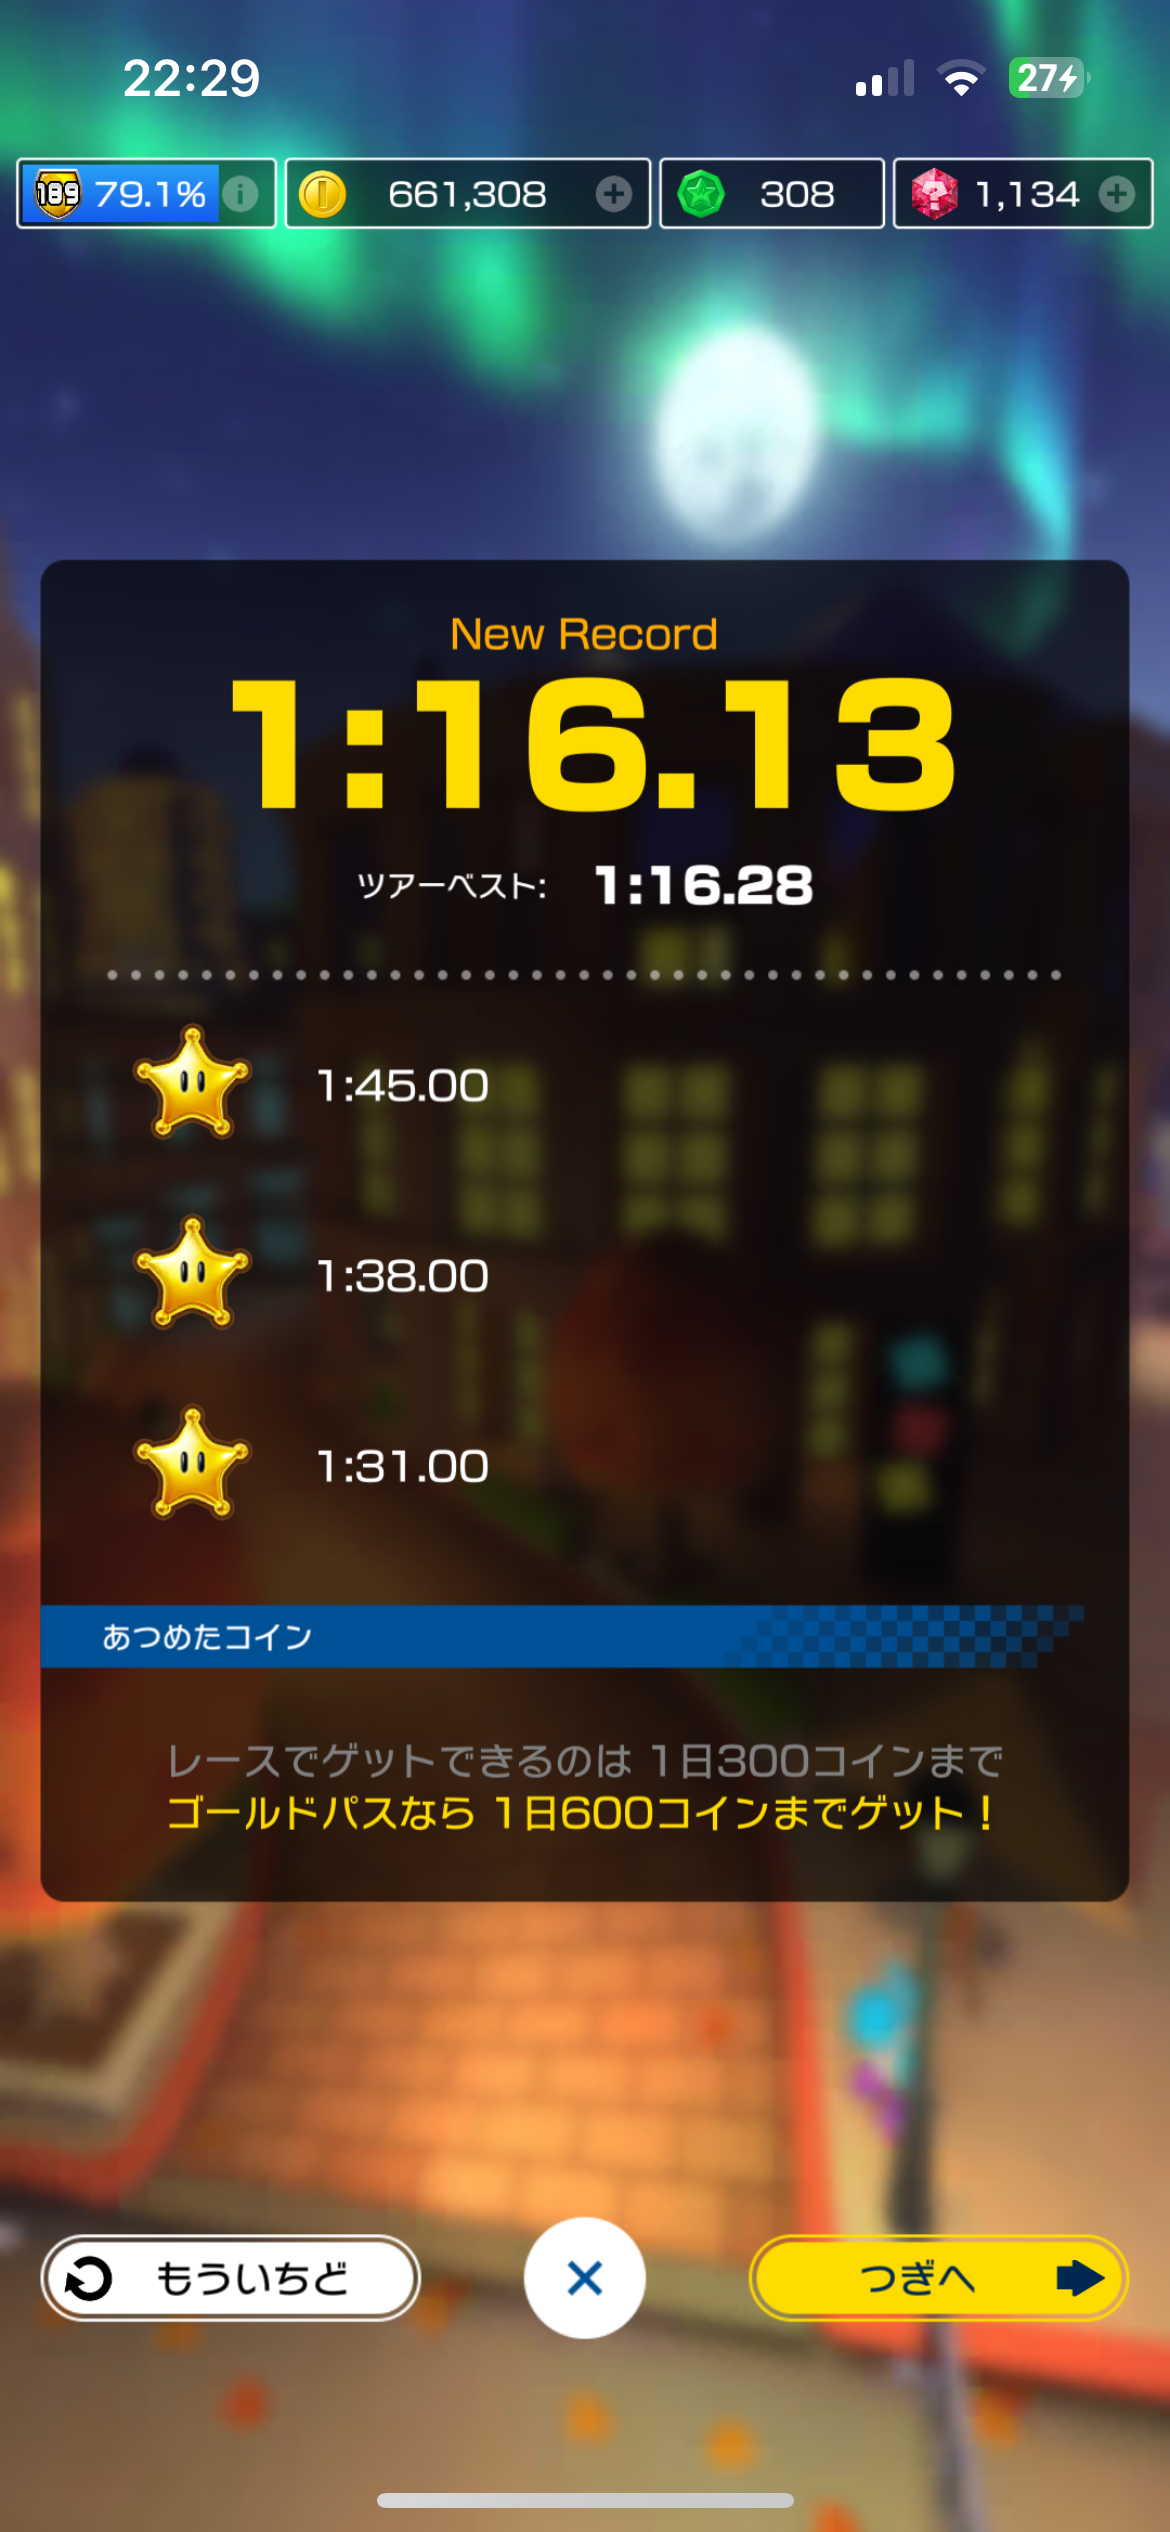 22:29
27
189 79.1% i 661,308 + 308 1,134 +
New Record
1:16.13
ツアーベスト: 1:16.28
1:45.00
1:38.00
1:31.00
あつめたコイン
レースでゲットできるのは 1日300コインまで
ゴールドパスなら 1日600コインまでゲット！
もういちど × つぎへ